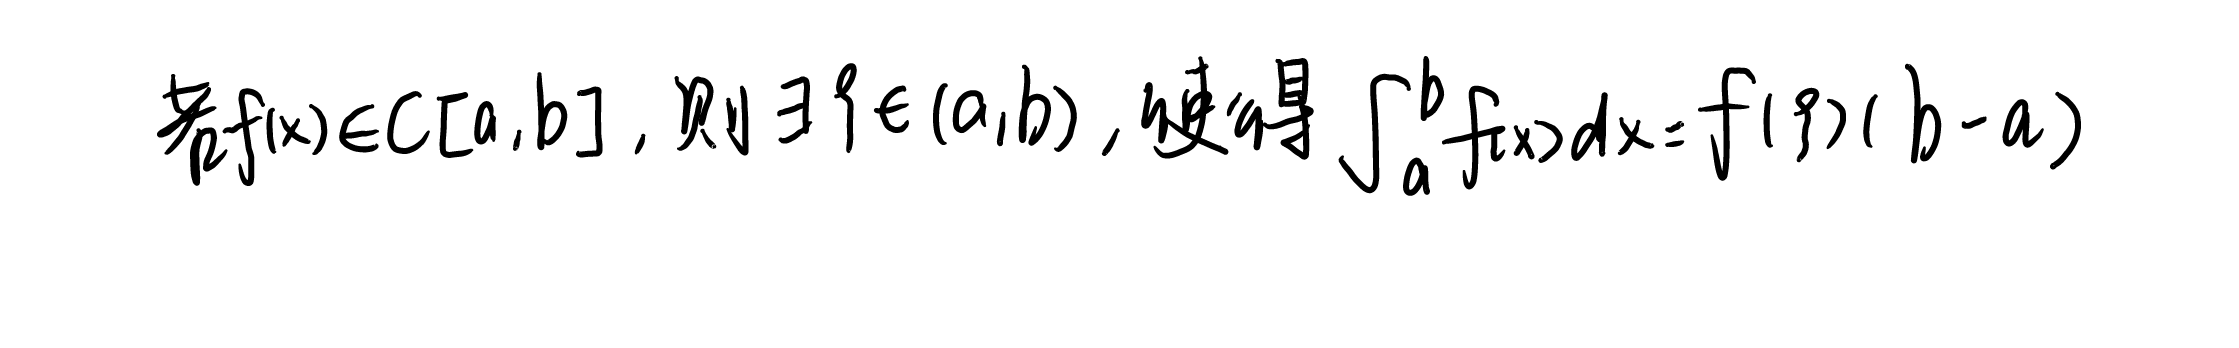 若f(x)∈C[a,b],则∃ξ∈(a,b),使得∫_a^b f(x)dx=f(ξ)(b-a)